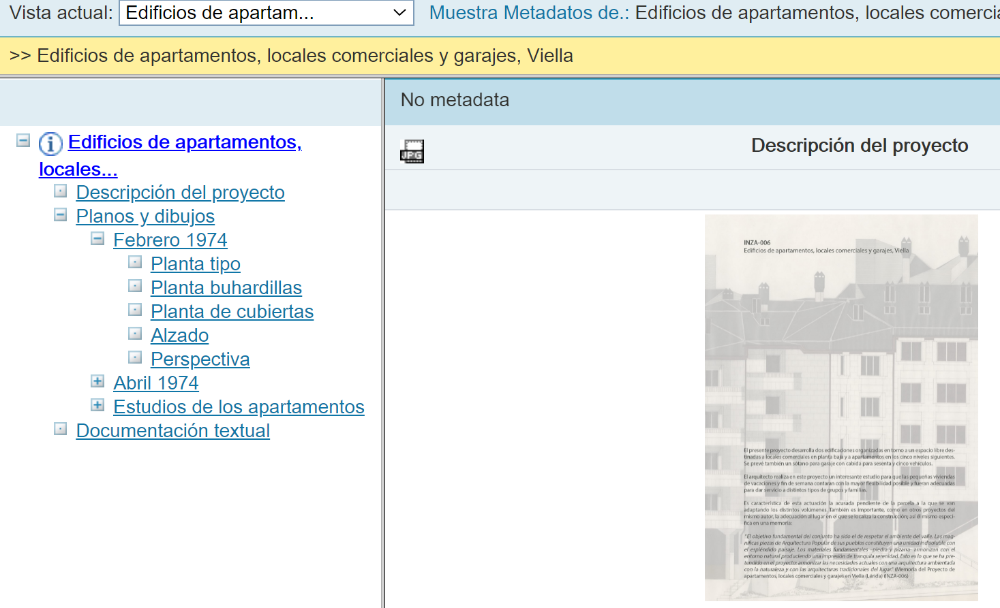 Vista actual: Edificios de apartam... Muestra Metadatos de.: Edificios de apartamentos, locales comercia
>> Edificios de apartamentos, locales comerciales y garajes, Viella
No metadata
Edificios de apartamentos,
locales...
Descripción del proyecto
Planos y dibujos
Febrero 1974
Planta tipo
Planta buhardillas
Planta de cubiertas
Alzado
Perspectiva
Abril 1974
Estudios de los apartamentos
Documentación textual
JPG
Descripción del proyecto
INZA-006
Edificios de apartamentos, locales comerciales y garajes, Viella
El presente proyecto desarrolla dos edificaciones organizadas en torno a un espacio libre des-
tinadas a locales comerciales en planta baja y a apartamentos en los cinco niveles siguientes.
Se prevé también un sótano para garaje con cabida para sesenta y cinco vehículos.
El arquitecto realiza en este proyecto un interesante estudio para que las pequeñas viviendas
de vacaciones y fin de semana contaran con la mayor flexibilidad posible y fueran adecuadas
para dar servicio a distintos tipos de grupos y familias.
Es característica de esta actuación la acusada pendiente de la parcela a la que se van
adaptando los distintos volúmenes. También es importante, como en otros proyectos del
mismo autor, la adecuación al lugar en el que se localiza la construcción; así él mismo especi-
fica en una memoria:
"El objetivo fundamental del conjunto ha sido el de respetar el ambiente del valle. Las mag-
níficas piezas de Arquitectura Popular de sus pueblos constituyen una unidad indisoluble con
el espléndido paisaje. Los materiales fundamentales –piedra y pizarra– armonizan con el
entorno natural produciendo una impresión de tranquila serenidad. Esto es lo que se ha pre-
tendido en el proyecto: armonizar las necesidades actuales con una arquitectura ambientada
con la naturaleza y con las arquitecturas tradicionales del lugar." (Memoria del Proyecto de
apartamentos, locales comerciales y garajes en Viella (Lérida) (INZA-006)